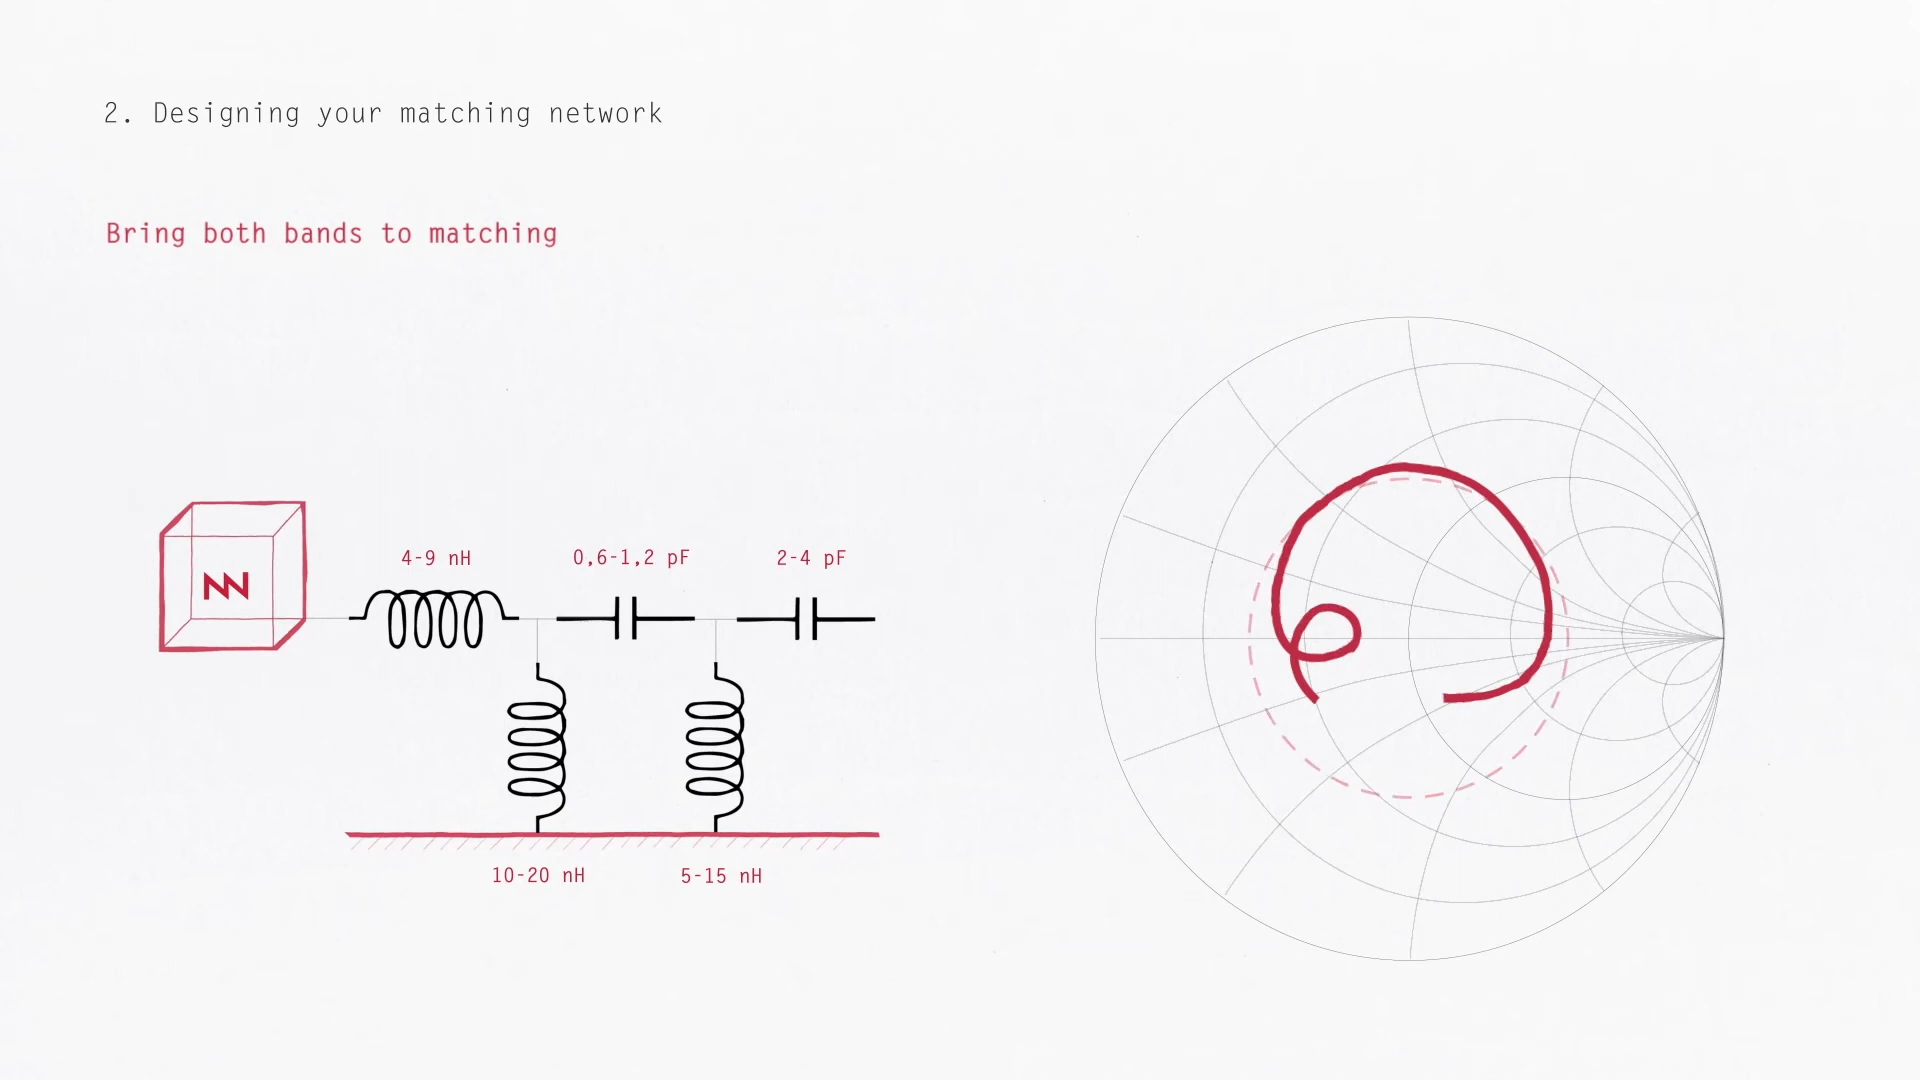 2. Designing your matching network
Bring both bands to matching
4-9 nH
0,6-1,2 pF
2-4 pF
10-20 nH
5-15 nH